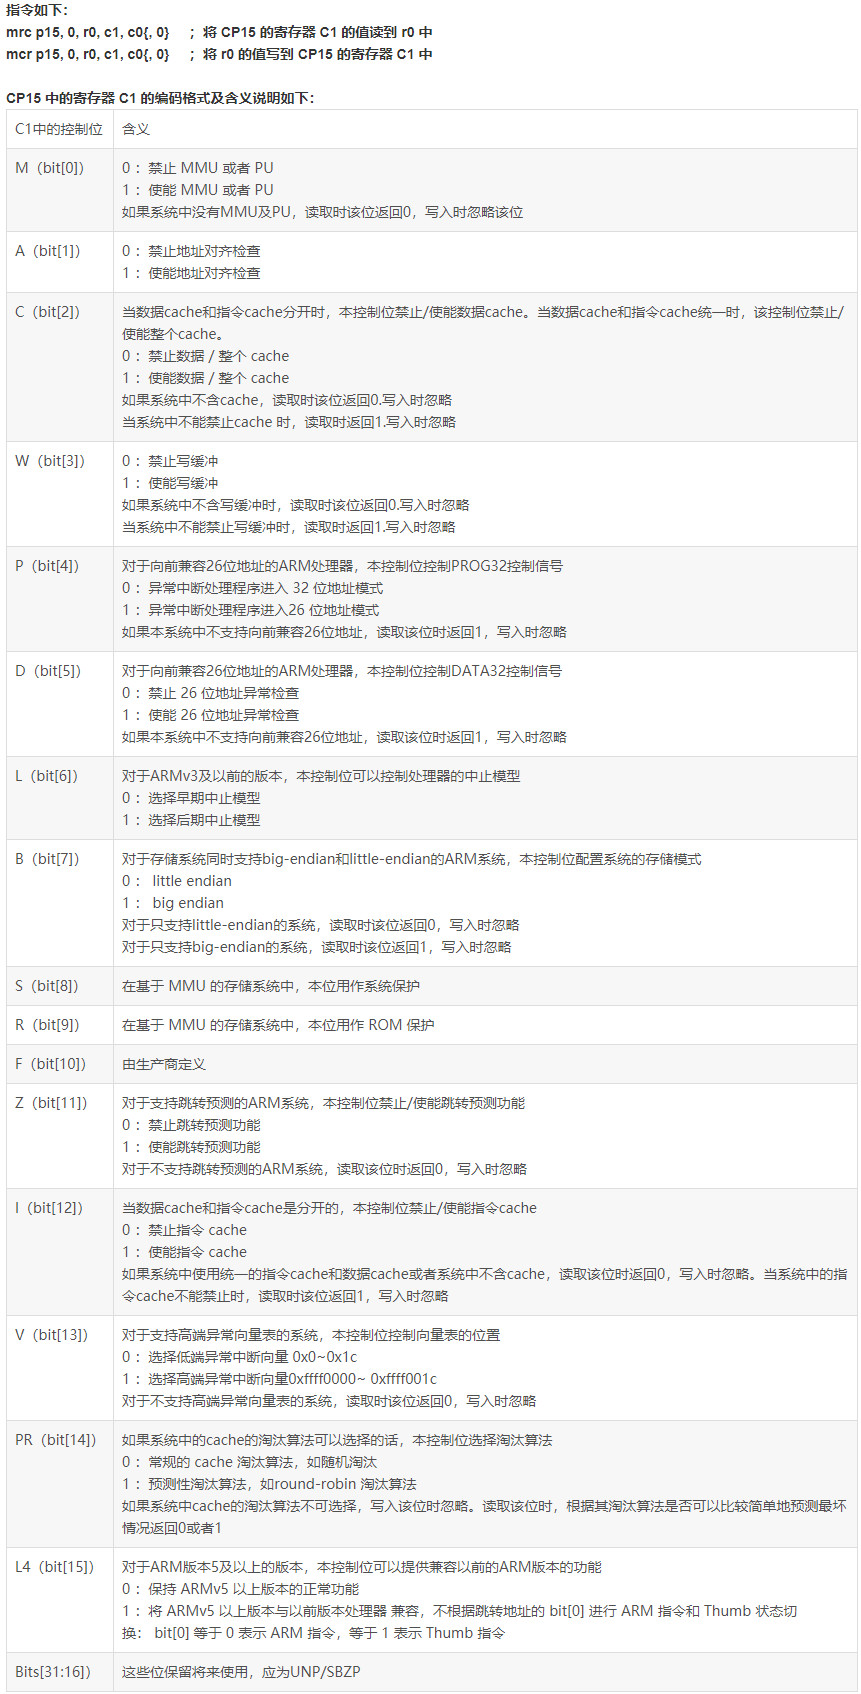 指令如下：
mrc p15, 0, r0, c1, c0{, 0} ；将 CP15 的寄存器 C1 的值读到 r0 中
mcr p15, 0, r0, c1, c0{, 0} ；将 r0 的值写到 CP15 的寄存器 C1 中
CP15 中的寄存器 C1 的编码格式及含义说明如下：
C1中的控制位 含义
M（bit[0]） 0 ：禁止 MMU 或者 PU
1 ：使能 MMU 或者 PU
如果系统中没有MMU及PU，读取时该位返回0，写入时忽略该位
A（bit[1]） 0 ：禁止地址对齐检查
1 ：使能地址对齐检查
C（bit[2]） 当数据cache和指令cache分开时，本控制位禁止/使能数据cache。当数据cache和指令cache统一时，该控制位禁止/
使能整个cache。
0 ：禁止数据 / 整个 cache
1 ：使能数据 / 整个 cache
如果系统中不含cache，读取时该位返回0.写入时忽略
当系统中不能禁止cache 时，读取时返回1.写入时忽略
W（bit[3]） 0 ：禁止写缓冲
1 ：使能写缓冲
如果系统中不含写缓冲时，读取时该位返回0.写入时忽略
当系统中不能禁止写缓冲时，读取时返回1.写入时忽略
P（bit[4]） 对于向前兼容26位地址的ARM处理器，本控制位控制PROG32控制信号
0 ：异常中断处理程序进入 32 位地址模式
1 ：异常中断处理程序进入26 位地址模式
如果本系统中不支持向前兼容26位地址，读取该位时返回1，写入时忽略
D（bit[5]） 对于向前兼容26位地址的ARM处理器，本控制位控制DATA32控制信号
0 ：禁止 26 位地址异常检查
1 ：使能 26 位地址异常检查
如果本系统中不支持向前兼容26位地址，读取该位时返回1，写入时忽略
L（bit[6]） 对于ARMv3及以前的版本，本控制位可以控制处理器的中止模型
0 ：选择早期中止模型
1 ：选择后期中止模型
B（bit[7]） 对于存储系统同时支持big-endian和little-endian的ARM系统，本控制位配置系统的存储模式
0 ： little endian
1 ： big endian
对于只支持little-endian的系统，读取时该位返回0，写入时忽略
对于只支持big-endian的系统，读取时该位返回1，写入时忽略
S（bit[8]） 在基于 MMU 的存储系统中，本位用作系统保护
R（bit[9]） 在基于 MMU 的存储系统中，本位用作 ROM 保护
F（bit[10]） 由生产商定义
Z（bit[11]） 对于支持跳转预测的ARM系统，本控制位禁止/使能跳转预测功能
0 ：禁止跳转预测功能
1 ：使能跳转预测功能
对于不支持跳转预测的ARM系统，读取该位时返回0，写入时忽略
I（bit[12]） 当数据cache和指令cache是分开的，本控制位禁止/使能指令cache
0 ：禁止指令 cache
1 ：使能指令 cache
如果系统中使用统一的指令cache和数据cache或者系统中不含cache，读取该位时返回0，写入时忽略。当系统中的指
令cache不能禁止时，读取时该位返回1，写入时忽略
V（bit[13]） 对于支持高端异常向量表的系统，本控制位控制向量表的位置
0 ：选择低端异常中断向量 0x0~0x1c
1 ：选择高端异常中断向量0xffff0000~ 0xffff001c
对于不支持高端异常向量表的系统，读取时该位返回0，写入时忽略
PR（bit[14]） 如果系统中的cache的淘汰算法可以选择的话，本控制位选择淘汰算法
0 ：常规的 cache 淘汰算法，如随机淘汰
1 ：预测性淘汰算法，如round-robin 淘汰算法
如果系统中cache的淘汰算法不可选择，写入该位时忽略。读取该位时，根据其淘汰算法是否可以比较简单地预测最坏
情况返回0或者1
L4（bit[15]） 对于ARM版本5及以上的版本，本控制位可以提供兼容以前的ARM版本的功能
0 ：保持 ARMv5 以上版本的正常功能
1 ：将 ARMv5 以上版本与以前版本处理器 兼容，不根据跳转地址的 bit[0] 进行 ARM 指令和 Thumb 状态切
换： bit[0] 等于 0 表示 ARM 指令，等于 1 表示 Thumb 指令
Bits[31:16]） 这些位保留将来使用，应为UNP/SBZP